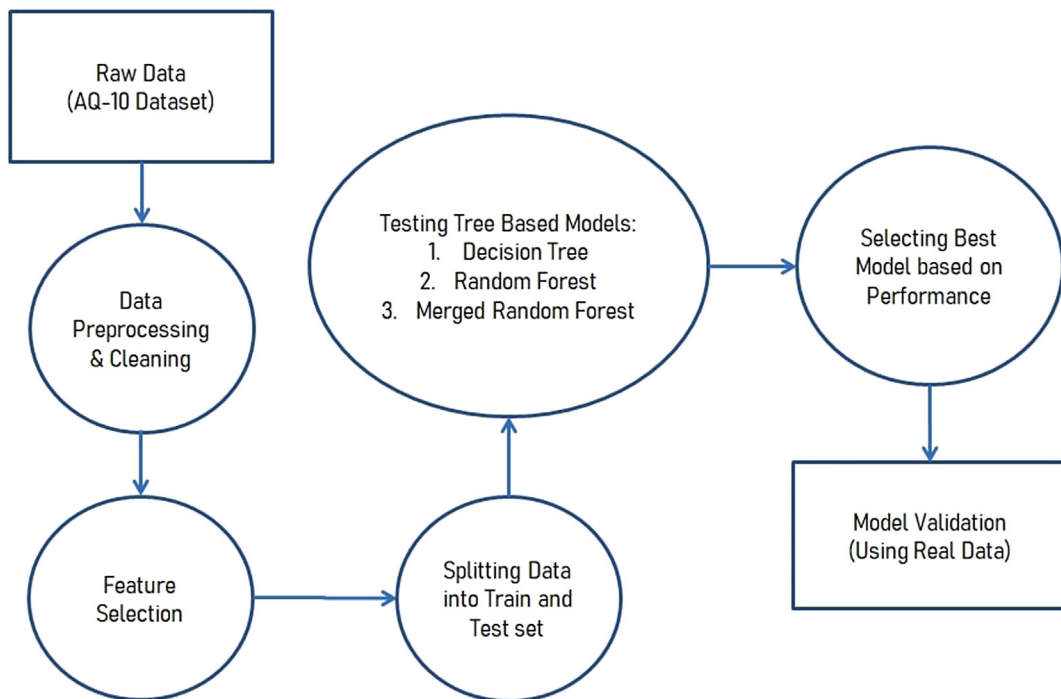 Raw Data
(AQ-10 Dataset)
Data
Preprocessing
& Cleaning
Feature
Selection
Splitting Data
into Train and
Test set
Testing Tree Based Models:
1. Decision Tree
2. Random Forest
3. Merged Random Forest
Selecting Best
Model based on
Performance
Model Validation
(Using Real Data)